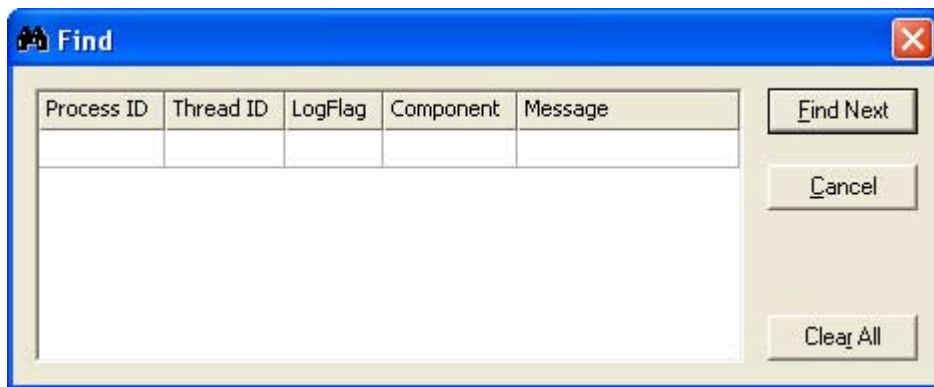 Find
Process ID Thread ID LogFlag Component Message
Find Next
Cancel
Clear All